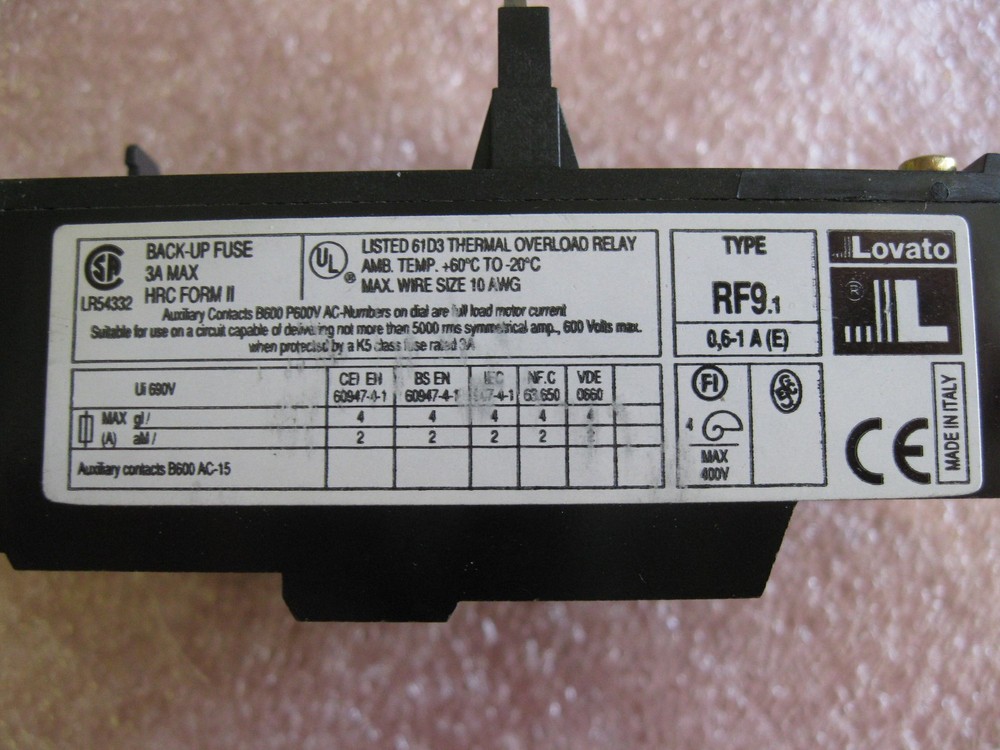 BACK-UP FUSE
3A MAX
HRC FORM II
LR54332
UL
®
LISTED 61D3 THERMAL OVERLOAD RELAY
AMB. TEMP. +60°C TO -20°C
MAX. WIRE SIZE 10 AWG
Auxiliary Contacts B600 P600V AC-Numbers on dial are full load motor current
Suitable for use on a circuit capable of delivering not more than 5000 rms symmetrical amp., 600 Volts max.
when protected by a K5 class fuse rated 3A
TYPE
RF9.1
0,6-1 A (E)
Lovato
®
L
Ui 690V
CEI EN BS EN IEC NF.C VDE
60947-4-1 60947-4-1 947-4-1 63.650 0660
MAX gI / 4 4 4 4 4
(A) aM / 2 2 2 2
Auxiliary contacts B600 AC-15
FI
4
MAX
400V
CE
MADE IN ITALY